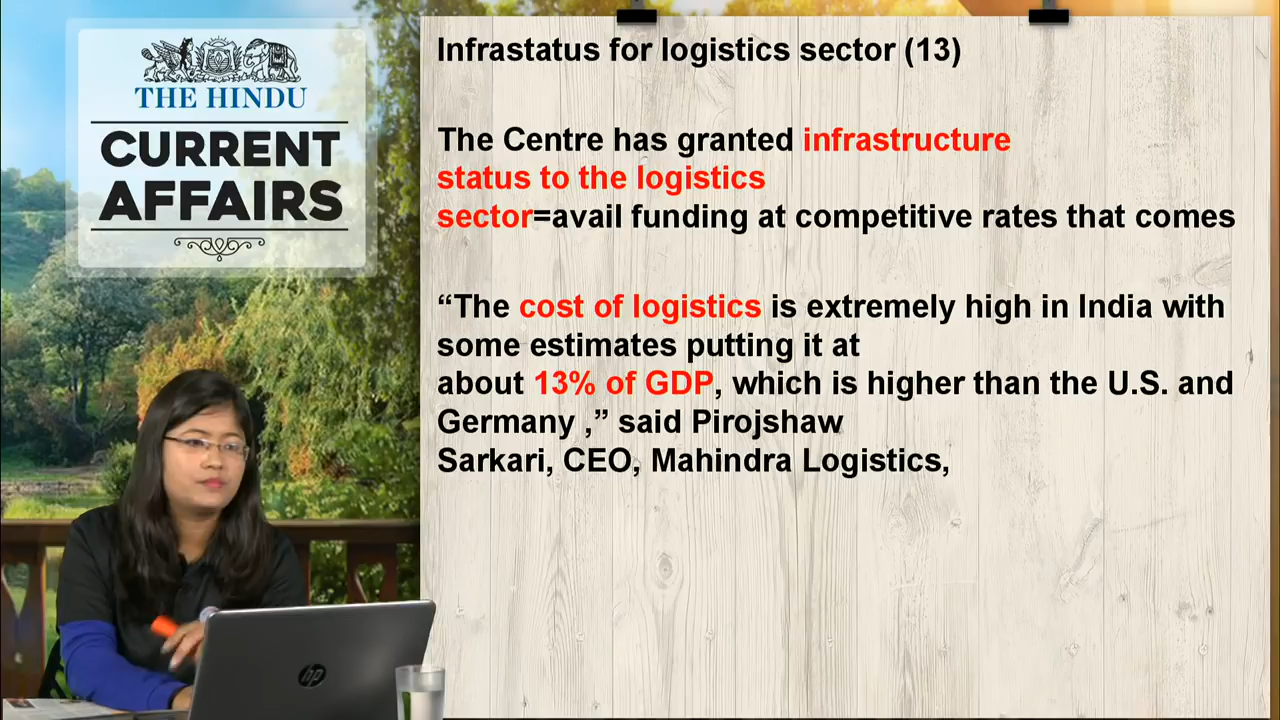 THE HINDU
CURRENT
AFFAIRS
Infrastatus for logistics sector (13)
The Centre has granted infrastructure
status to the logistics
sector=avail funding at competitive rates that comes
“The cost of logistics is extremely high in India with
some estimates putting it at
about 13% of GDP, which is higher than the U.S. and
Germany ,” said Pirojshaw
Sarkari, CEO, Mahindra Logistics,
hp